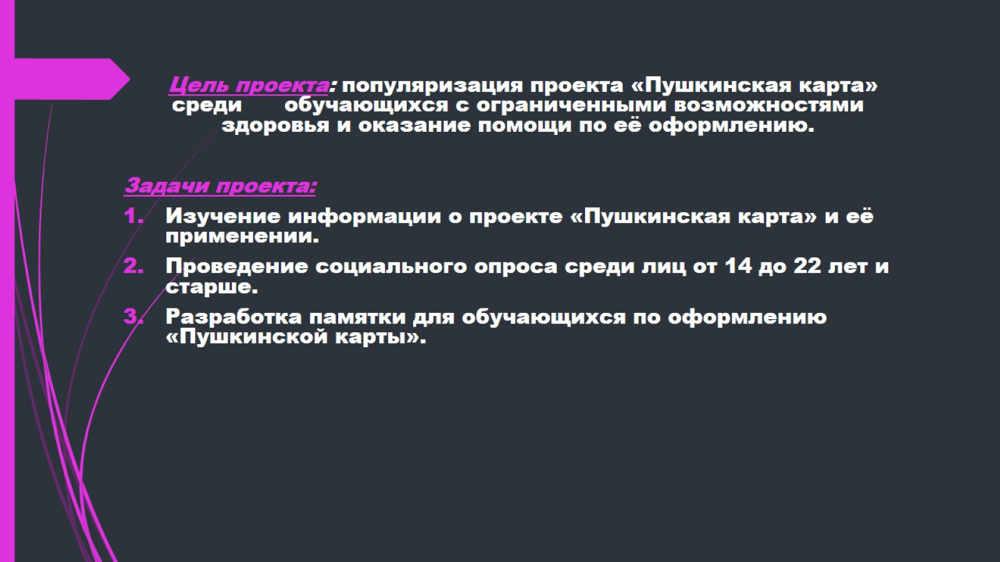 Цель проекта: популяризация проекта «Пушкинская карта»
среди обучающихся с ограниченными возможностями
здоровья и оказание помощи по её оформлению.
Задачи проекта:
1. Изучение информации о проекте «Пушкинская карта» и её
применении.
2. Проведение социального опроса среди лиц от 14 до 22 лет и
старше.
3. Разработка памятки для обучающихся по оформлению
«Пушкинской карты».